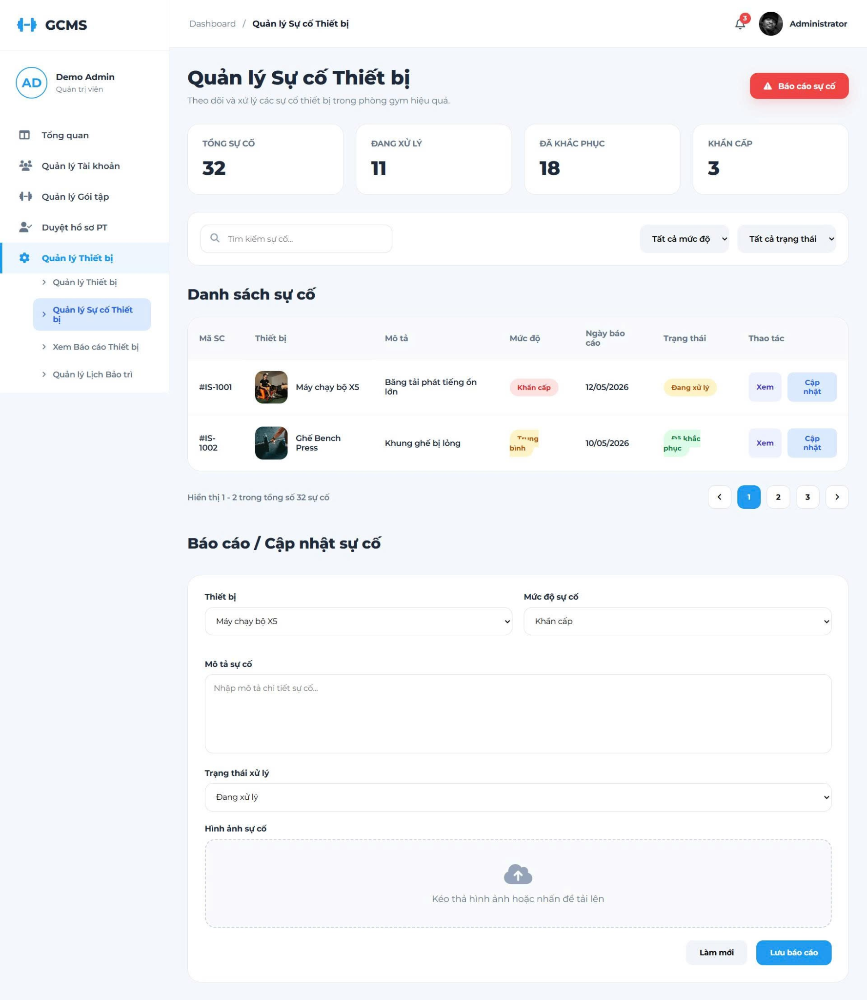 GCMS
Dashboard / Quản lý Sự cố Thiết bị
3
Administrator
AD
Demo Admin
Quản trị viên
Tổng quan
Quản lý Tài khoản
Quản lý Gói tập
Duyệt hồ sơ PT
Quản lý Thiết bị
Quản lý Thiết bị
Quản lý Sự cố Thiết
bị
Xem Báo cáo Thiết bị
Quản lý Lịch Bảo trì
Quản lý Sự cố Thiết bị
Theo dõi và xử lý các sự cố thiết bị trong phòng gym hiệu quả.
Báo cáo sự cố
TỔNG SỰ CỐ
32
ĐANG XỬ LÝ
11
ĐÃ KHẮC PHỤC
18
KHẨN CẤP
3
Tìm kiếm sự cố...
Tất cả mức độ
Tất cả trạng thái
Danh sách sự cố
Mã SC
Thiết bị
Mô tả
Mức độ
Ngày báo
cáo
Trạng thái
Thao tác
#IS-1001
Máy chạy bộ X5
Băng tải phát tiếng ồn
lớn
Khẩn cấp
12/05/2026
Đang xử lý
Xem
Cập
nhật
#IS-
1002
Ghế Bench
Press
Khung ghế bị lỏng
Trung
bình
10/05/2026
Đã khắc
phục
Xem
Cập
nhật
Hiển thị 1 - 2 trong tổng số 32 sự cố
1
2
3
Báo cáo / Cập nhật sự cố
Thiết bị
Máy chạy bộ X5
Mức độ sự cố
Khẩn cấp
Mô tả sự cố
Nhập mô tả chi tiết sự cố...
Trạng thái xử lý
Đang xử lý
Hình ảnh sự cố
Kéo thả hình ảnh hoặc nhấn để tải lên
Làm mới
Lưu báo cáo